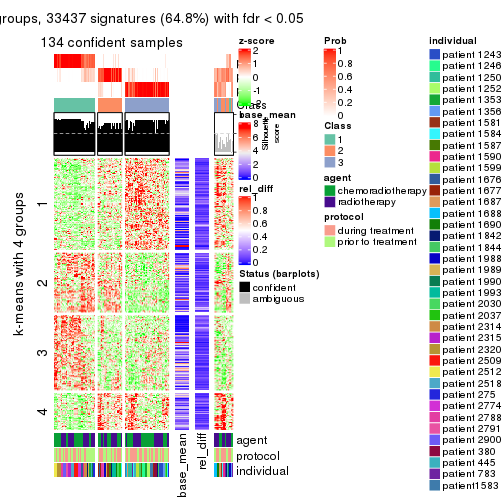 groups, 33437 signatures (64.8%) with fdr < 0.05
134 confident samples
k-means with 4 groups
1
2
3
4
Class
Silhouette
score
agent
protocol
individual
base_mean
rel_diff
z-score
2
1
0
-1
-2
base_mean
8
6
4
2
0
rel_diff
1
0.8
0.6
0.4
0.2
0
Status (barplots)
confident
ambiguous
Prob
1
0.8
0.6
0.4
0.2
0
Class
1
2
3
agent
chemoradiotherapy
radiotherapy
protocol
during treatment
prior to treatment
individual
patient 1243
patient 1246
patient 1250
patient 1252
patient 1353
patient 1356
patient 1581
patient 1584
patient 1587
patient 1590
patient 1599
patient 1676
patient 1677
patient 1687
patient 1688
patient 1690
patient 1842
patient 1844
patient 1988
patient 1989
patient 1990
patient 1993
patient 2030
patient 2037
patient 2314
patient 2315
patient 2320
patient 2509
patient 2512
patient 2518
patient 275
patient 2774
patient 2788
patient 2791
patient 2900
patient 380
patient 445
patient 783
patient1583